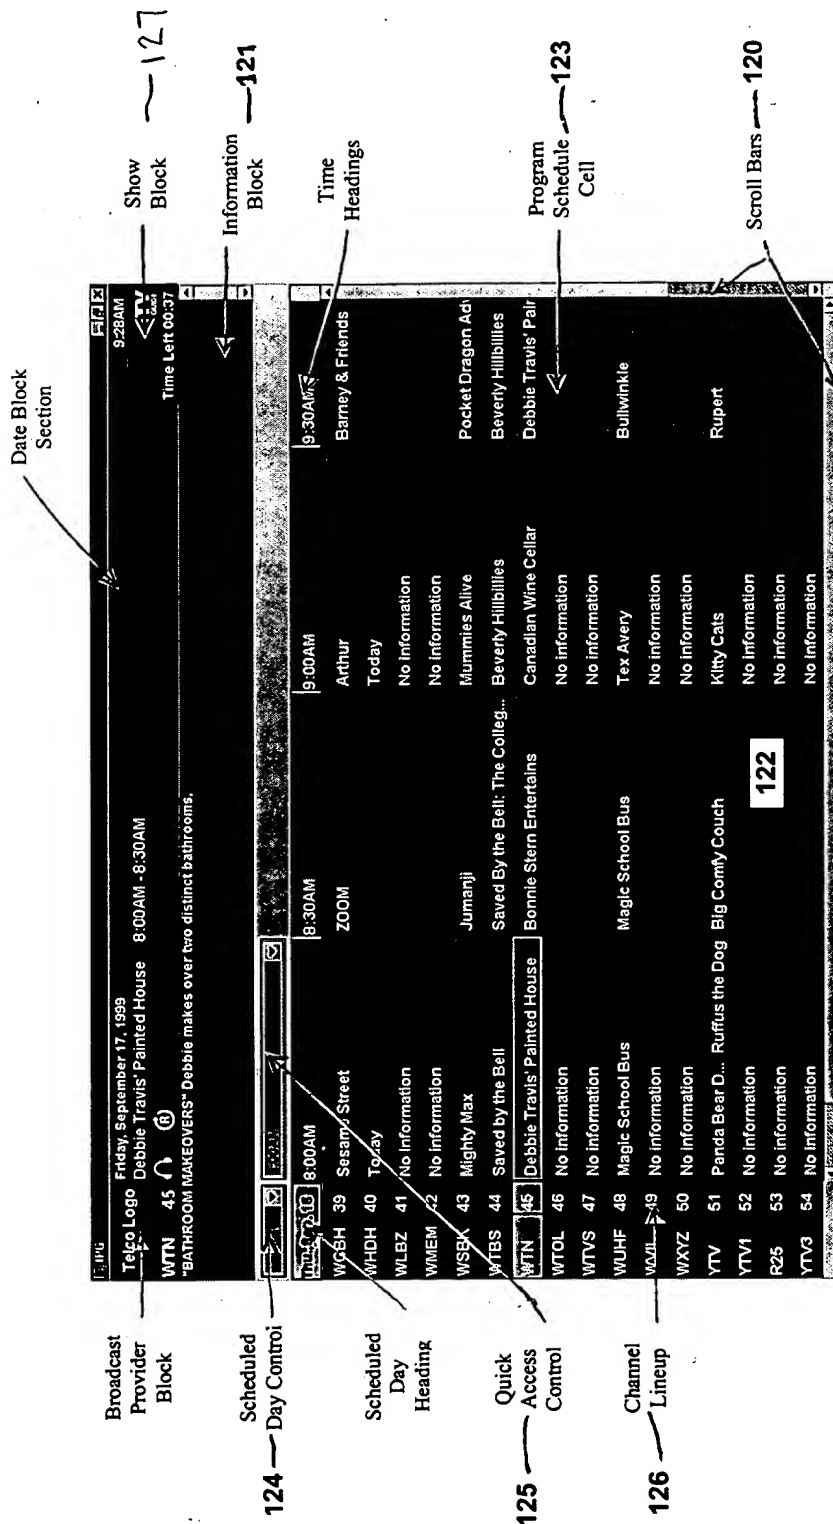 Date Block
Section
Show
Block
127
Information
Block
121
Time
Headings
Program
Schedule
Cell
123
Scroll Bars
120
Broadcast
Provider
Block
Scheduled
Day Control
124
Scheduled
Day
Heading
Quick
Access
Control
125
Channel
Lineup
126
Telco Logo Friday, September 17, 1999 9:28AM
Debbie Travis' Painted House 8:00AM - 8:30AM
WTN 45 R Time Left 00:37
"BATHROOM MAKEOVERS" Debbie makes over two distinct bathrooms.
8:00AM 8:30AM 9:00AM 9:30AM
WGBH 39 Sesame Street ZOOM Arthur Barney & Friends
WHDH 40 Today Today
WLBZ 41 No Information No Information
WMEM 42 No Information No Information
WSBK 43 Mighty Max Jumanji Mummies Alive Pocket Dragon Adv
WTBS 44 Saved by the Bell Saved By the Bell: The Colleg... Beverly Hillbillies Beverly Hillbillies
WTN 45 Debbie Travis' Painted House Bonnie Stern Entertains Canadian Wine Cellar Debbie Travis' Pain
WTOL 46 No Information No Information
WTVS 47 No Information No Information
WUHF 48 Magic School Bus Magic School Bus Tex Avery Bullwinkle
49 No Information No Information
WXYZ 50 No Information No Information
YTV 51 Panda Bear D... Ruffus the Dog Big Comfy Couch Kitty Cats Rupert
YTV1 52 No Information No Information
R25 53 No Information No Information
YTV3 54 No Information No Information
122